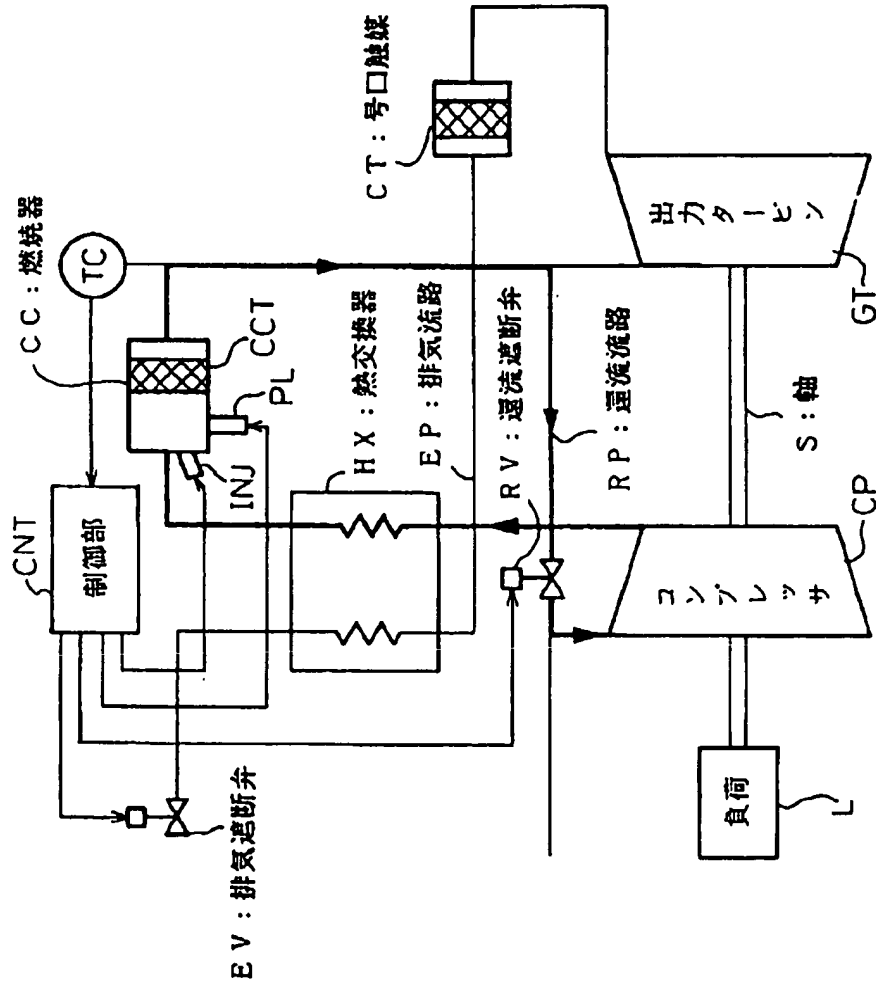 CC:燃焼器
TC
CT:号口触媒
CNT
制御部
CCT
PL
INJ
HX:熱交換器
EP:排気流路
RV:還流遮断弁
RP:還流流路
EV:排気遮断弁
出力タービン
GT
S:軸
コンプレッサ
CP
負荷
L